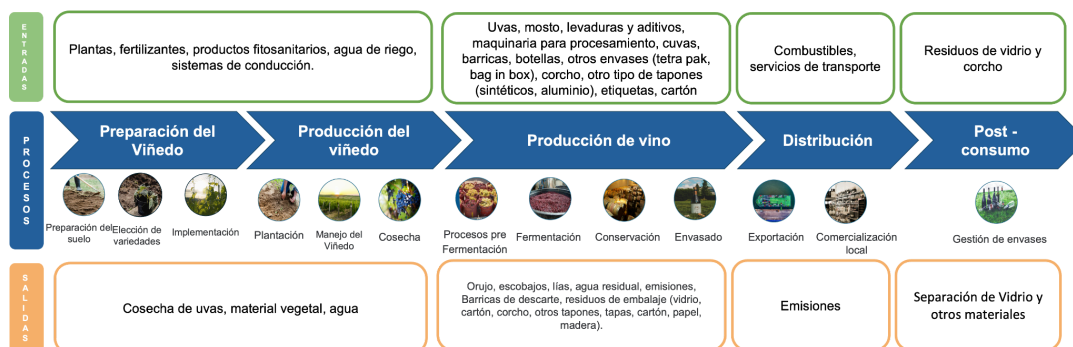 ENTRADAS
Plantas, fertilizantes, productos fitosanitarios, agua de riego,
sistemas de conducción.
Uvas, mosto, levaduras y aditivos,
maquinaria para procesamiento, cuvas,
barricas, botellas, otros envases (tetra pak,
bag in box), corcho, otro tipo de tapones
(sintéticos, aluminio), etiquetas, cartón
Combustibles,
servicios de transporte
Residuos de vidrio y
corcho
PROCESOS
Preparación del
Viñedo
Producción del
viñedo
Producción de vino
Distribución
Post -
consumo
Preparación del
suelo
Elección de
variedades
Implementación
Plantación
Manejo del
Viñedo
Cosecha
Procesos pre
Fermentación
Fermentación
Conservación
Envasado
Exportación
Comercialización
local
Gestión de envases
SALIDAS
Cosecha de uvas, material vegetal, agua
Orujo, escobajos, lías, agua residual, emisiones,
Barricas de descarte, residuos de embalaje (vidrio,
cartón, corcho, otros tapones, tapas, cartón, papel,
madera).
Emisiones
Separación de Vidrio y
otros materiales